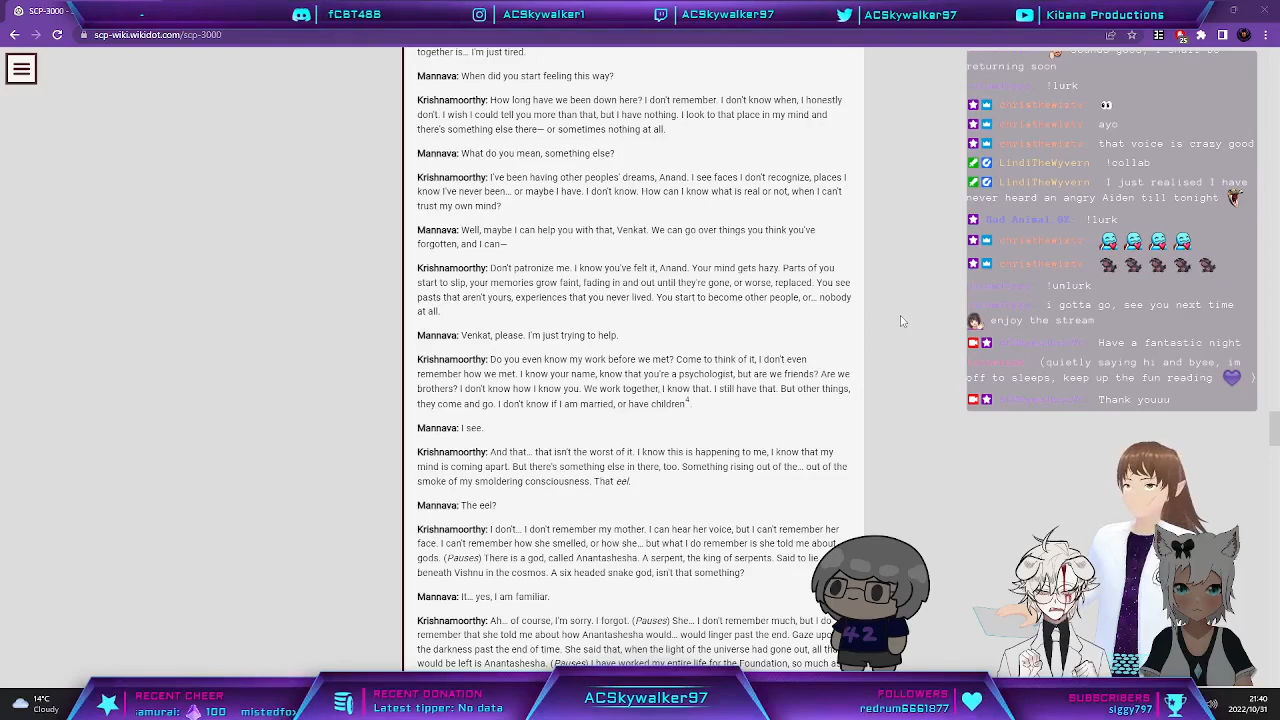 SCP-3000
fCBT48B
ACSkywalker1
ACSkywalker97
ACSkywalker97
Kibana Productions
scp-wiki.wikidot.com/scp-3000
25
together is... I'm just tired.
Mannava: When did you start feeling this way?
Krishnamoorthy: How long have we been down here? I don't remember. I don't know when, I honestly
don't. I wish I could tell you more than that, but I have nothing. I look to that place in my mind and
there's something else there— or sometimes nothing at all.
Mannava: What do you mean, something else?
Krishnamoorthy: I've been having other peoples' dreams, Anand. I see faces I don't recognize, places I
know I've never been... or maybe I have. I don't know. How can I know what is real or not, when I can't
trust my own mind?
Mannava: Well, maybe I can help you with that, Venkat. We can go over things you think you've
forgotten, and I can—
Krishnamoorthy: Don't patronize me. I know you've felt it, Anand. Your mind gets hazy. Parts of you
start to slip, your memories grow faint, fading in and out until they're gone, or worse, replaced. You see
pasts that aren't yours, experiences that you never lived. You start to become other people, or... nobody
at all.
Mannava: Venkat, please. I'm just trying to help.
Krishnamoorthy: Do you even know my work before we met? Come to think of it, I don't even
remember how we met. I know your name, know that you're a psychologist, but are we friends? Are we
brothers? I don't know how I know you. We work together, I know that. I still have that. But other things,
they come and go. I don't know if I am married, or have children4.
Mannava: I see.
Krishnamoorthy: And that... that isn't the worst of it. I know this is happening to me, I know that my
mind is coming apart. But there's something else in there, too. Something rising out of the... out of the
smoke of my smoldering consciousness. That eel.
Mannava: The eel?
Krishnamoorthy: I don't... I don't remember my mother. I can hear her voice, but I can't remember her
face. I can't remember how she smelled, or how she... but what I do remember is she told me about
gods. (Pauses) There is a god, called Anantashesha. A serpent, the king of serpents. Said to lie
beneath Vishnu in the cosmos. A six headed snake god, isn't that something?
Mannava: It... yes, I am familiar.
Krishnamoorthy: Ah... of course, I'm sorry. I forgot. (Pauses) She... I don't remember much, but I do
remember that she told me about how Anantashesha would... would linger past the end. Gaze upo
the darkness past the end of time. She said that, when the light of the universe had gone out, all tha
would be left is Anantashesha. (Pauses) I have worked my entire life for the Foundation, so much a
returning soon
!lurk
christhewisty
christhewisty ayo
christhewisty that voice is crazy good
LindiTheWyvern !collab
LindiTheWyvern I just realised I have
never heard an angry Aiden till tonight
Mad Animal GX !lurk
christhewisty
christhewisty
!unlurk
i gotta go, see you next time
enjoy the stream
Have a fantastic night
(quietly saying hi and byee, im
off to sleeps, keep up the fun reading )
Thank youuu
42
14°C
Cloudy
RECENT CHEER
amurai: 100 mistedfox
RECENT DONATION
Latest tipper: No data
ACSkywalker97
FOLLOWERS
redrum6661877
SUBSCRIBERS
siggy797
21:40
2022/10/31